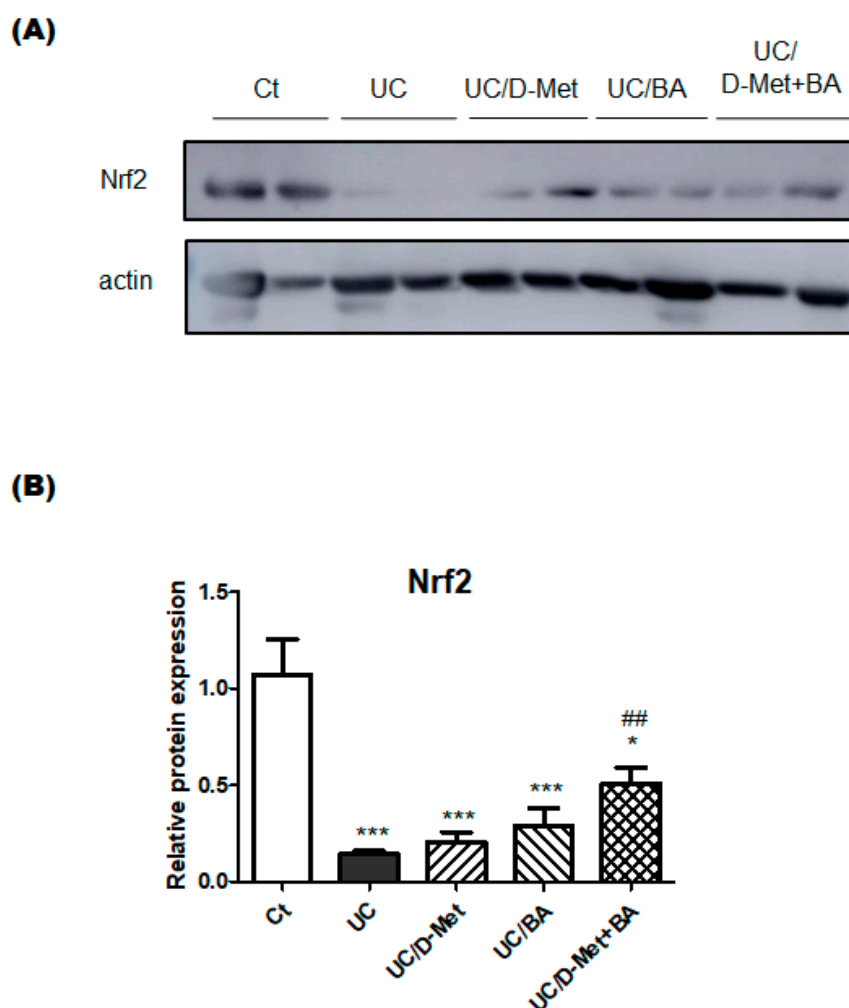 (A)
Ct UC UC/D-Met UC/BA UC/
D-Met+BA
Nrf2
actin
(B)
Nrf2
Relative protein expression
1.5
1.0
0.5
0.0
***
***
***
##
*
Ct UC UC/D-Met UC/BA UC/D-Met+BA